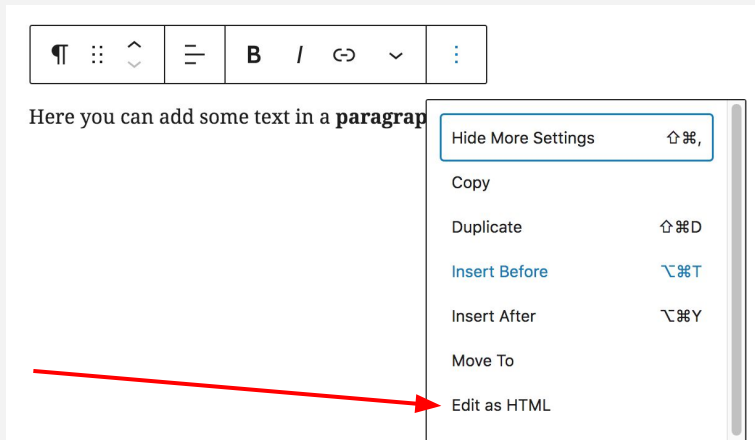 B I
Here you can add some text in a paragrap
Hide More Settings ⇧⌘,
Copy
Duplicate ⇧⌘D
Insert Before ⌥⌘T
Insert After ⌥⌘Y
Move To
Edit as HTML